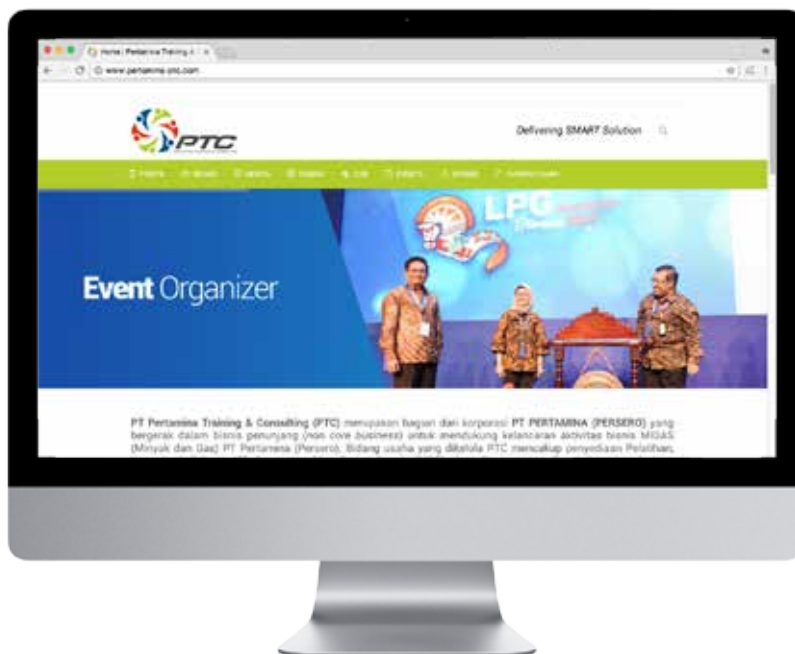 Home | Pertamina Training &
www.pertamina-ptc.com
PTC
Delivering SMART Solution
LPG
Event Organizer
PT Pertamina Training & Consulting (PTC) merupakan bagian dari korporasi PT PERTAMINA (PERSERO) yang
bergerak dalam bisnis penunjang (non core business) untuk mendukung kelancaran aktivitas bisnis MIGAS
(Minyak dan Gas) PT Pertamina (Persero). Bidang usaha yang dikelola PTC mencakup penyediaan Pelatihan,